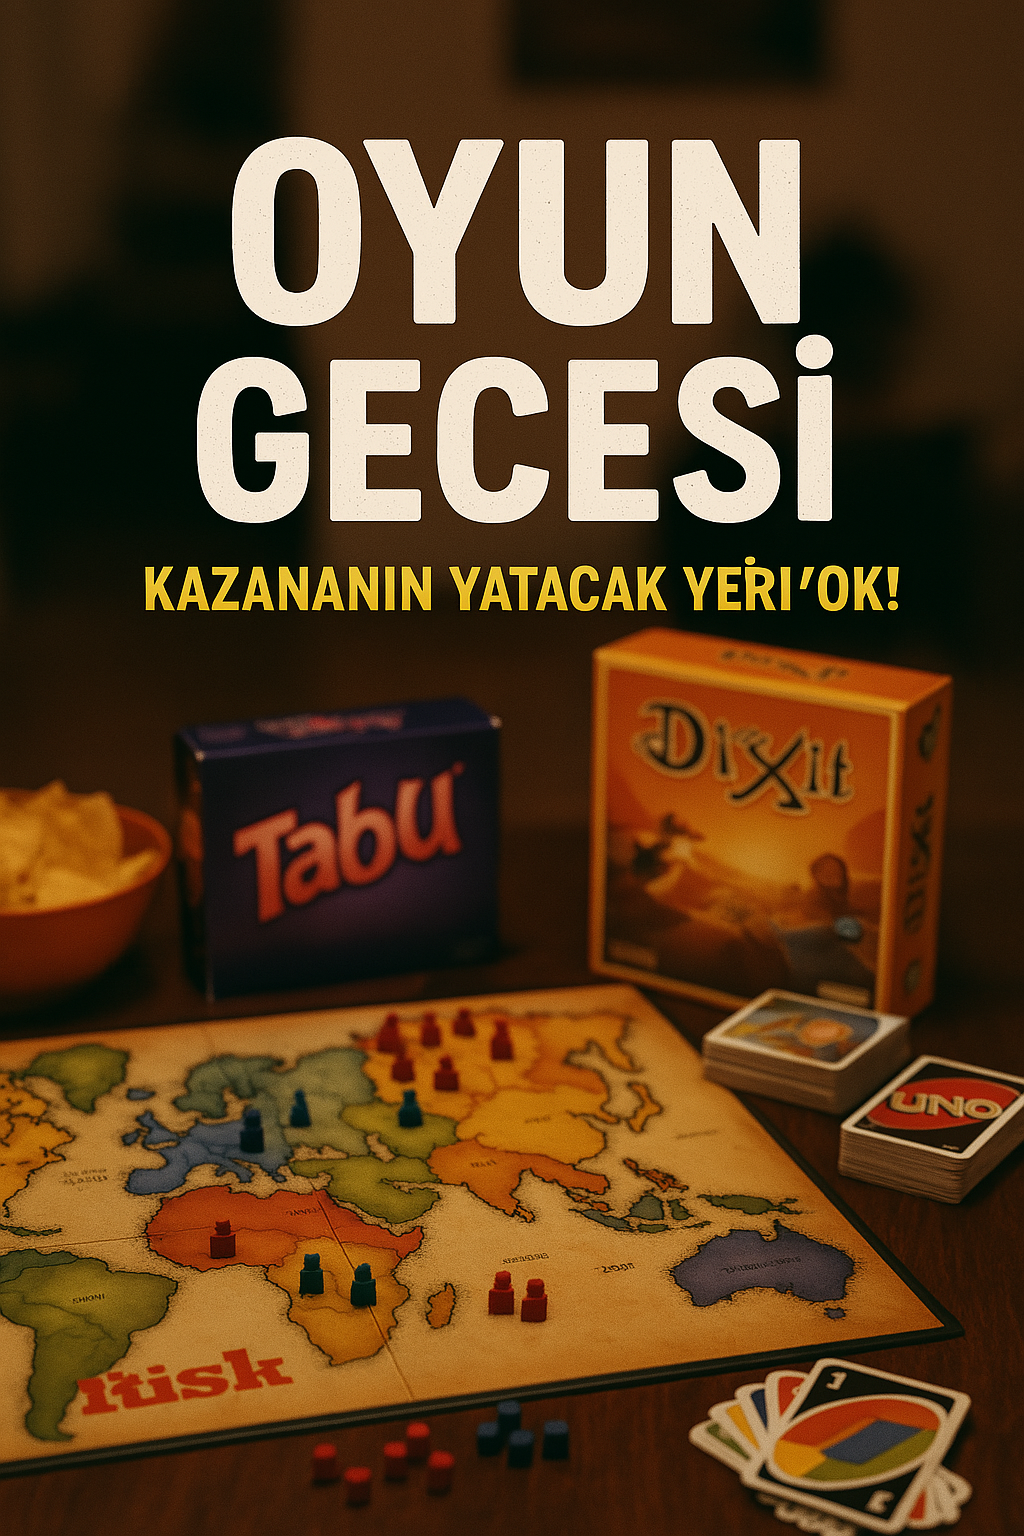 OYUN
GECESİ
KAZANANIN YATACAK YERİ'OK!
Tabu
Dixit
UNO
Risk